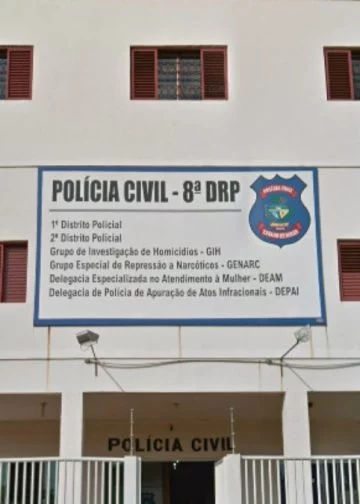 POLÍCIA CIVIL - 8ª DRP
1º Distrito Policial
2º Distrito Policial
Grupo de Investigação de Homicídios - GIH
Grupo Especial de Repressão a Narcóticos - GENARC
Delegacia Especializada no Atendimento à Mulher - DEAM
Delegacia de Polícia de Apuração de Atos Infracionais - DEPAI
POLÍCIA CIVIL